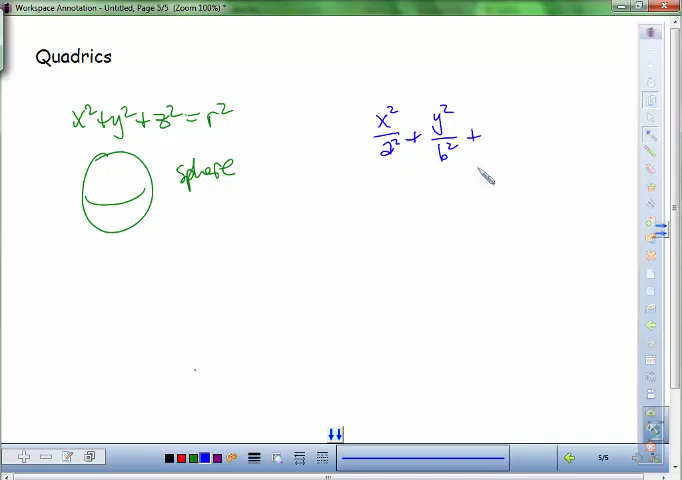 Workspace Annotation - Untitled, Page 5/5 (Zoom 100%) *
Quadrics
x²+y²+z²=r²
sphere
x²/a² + y²/b² +
5/5